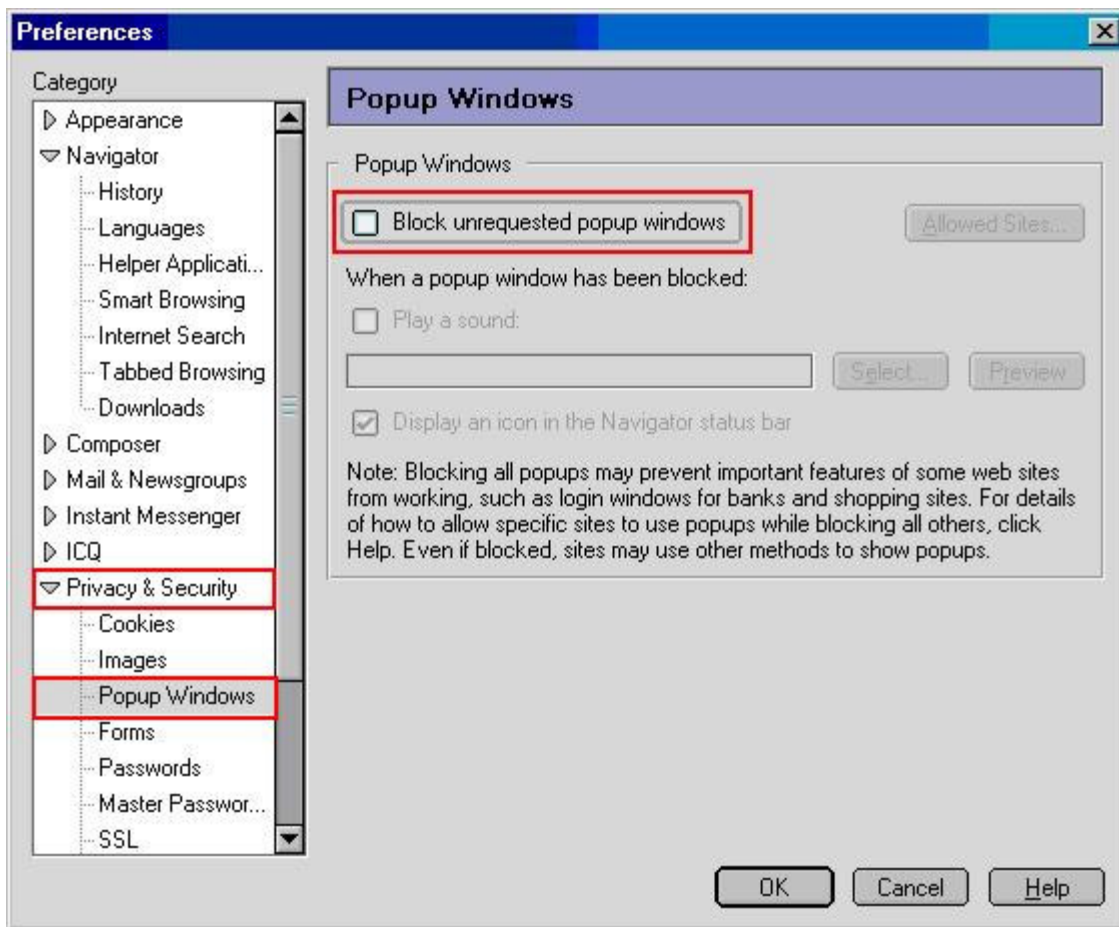 Preferences
Category
Appearance
Navigator
History
Languages
Helper Applicati...
Smart Browsing
Internet Search
Tabbed Browsing
Downloads
Composer
Mail & Newsgroups
Instant Messenger
ICQ
Privacy & Security
Cookies
Images
Popup Windows
Forms
Passwords
Master Passwor...
SSL
Popup Windows
Popup Windows
Block unrequested popup windows
Allowed Sites...
When a popup window has been blocked:
Play a sound:
Select...
Preview
Display an icon in the Navigator status bar
Note: Blocking all popups may prevent important features of some web sites
from working, such as login windows for banks and shopping sites. For details
of how to allow specific sites to use popups while blocking all others, click
Help. Even if blocked, sites may use other methods to show popups.
OK
Cancel
Help